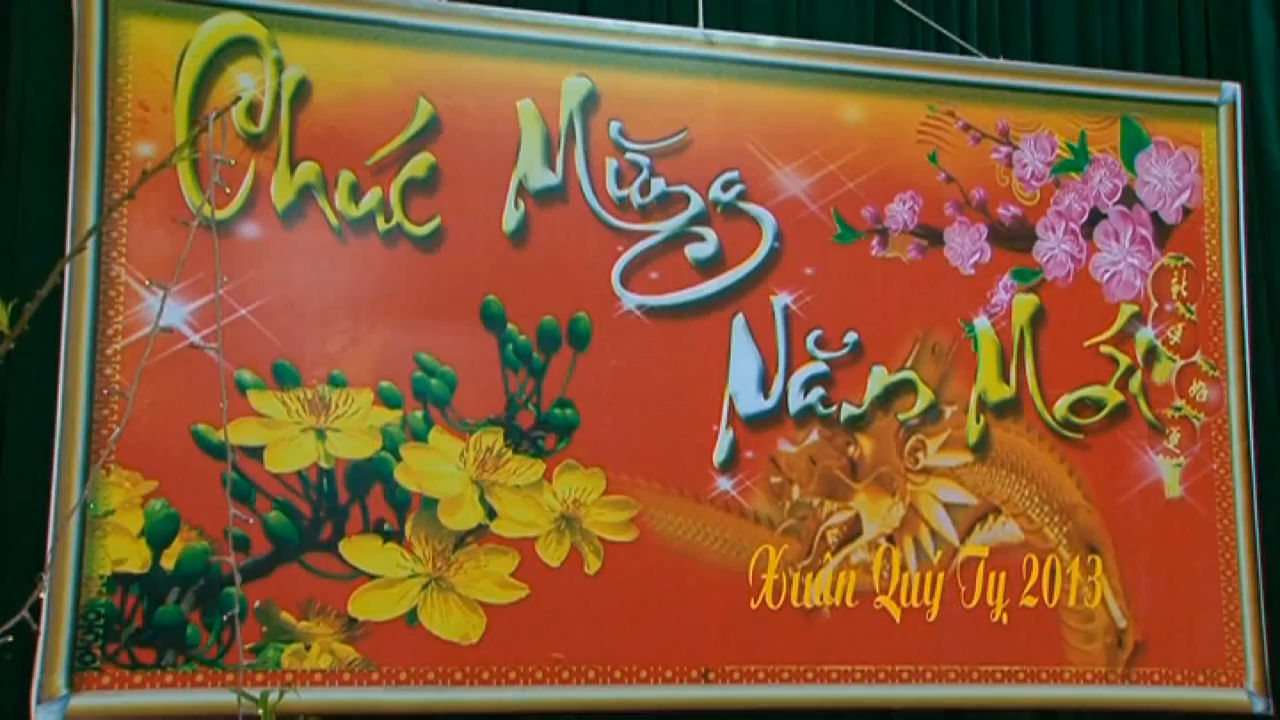 Chúc Mừng
Năm Mới
Xuân Quý Tỵ 2013